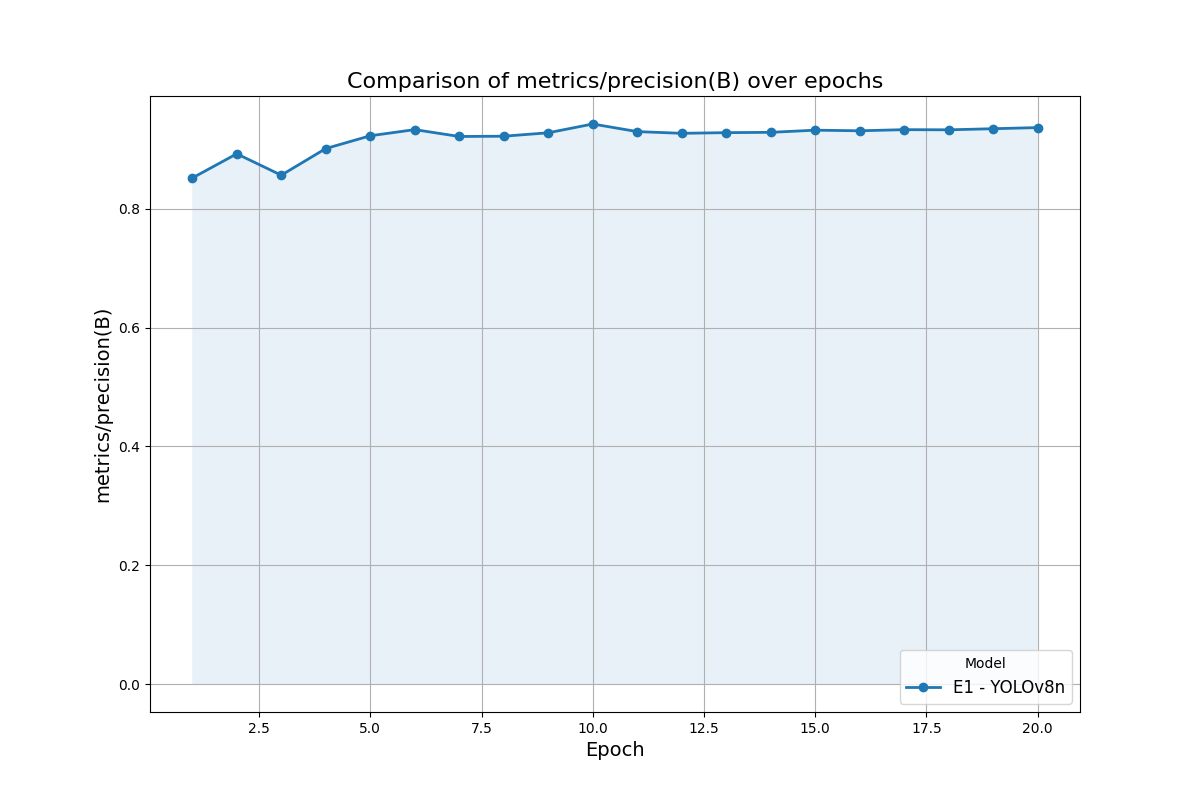 Comparison of metrics/precision(B) over epochs
metrics/precision(B)
0.8
0.6
0.4
0.2
0.0
Model
E1 - YOLOv8n
2.5 5.0 7.5 10.0 12.5 15.0 17.5 20.0
Epoch